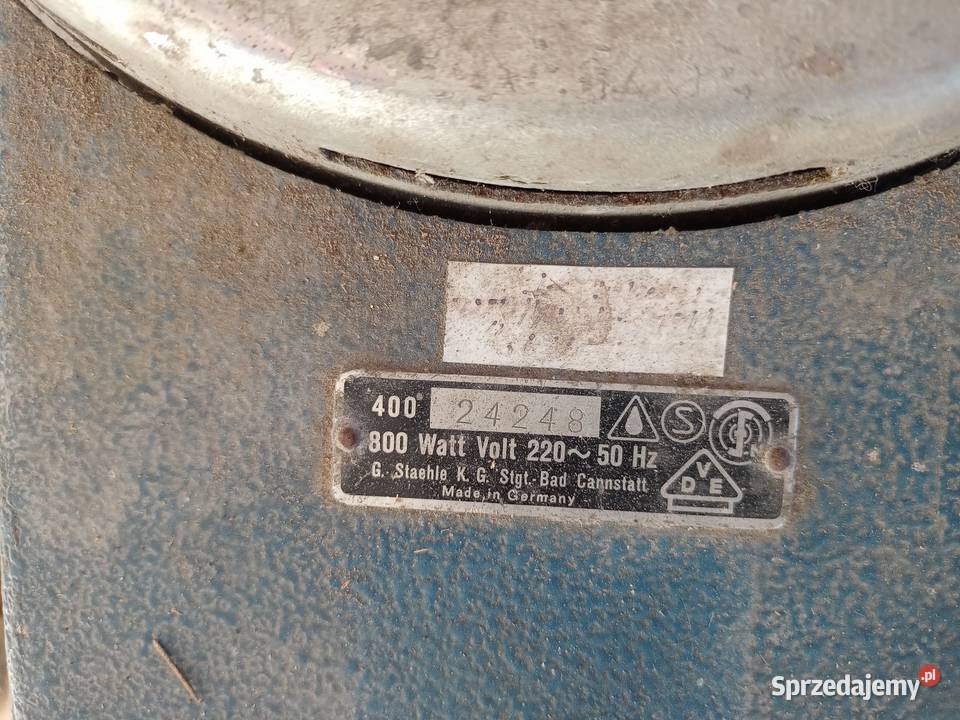 400 24248
S
800 Watt Volt 220~50 Hz
VDE
G. Staehle K. G. Stgt.-Bad Cannstatt
Made in Germany
Sprzedajemy.pl